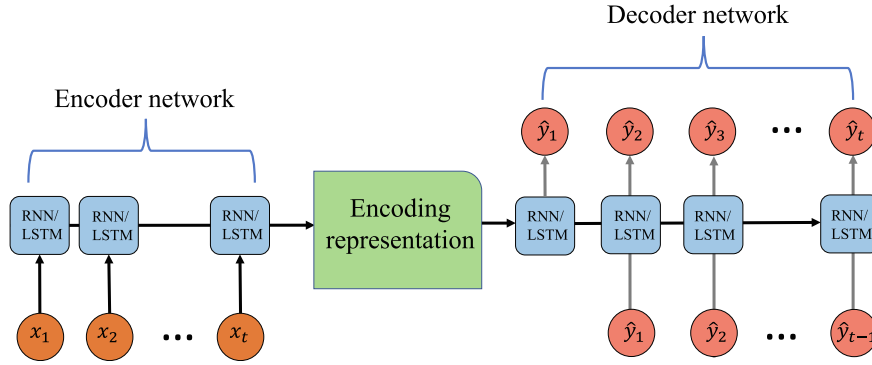 Decoder network
Encoder network
ŷ₁ ŷ₂ ŷ₃ ... ŷₜ
RNN/
LSTM
RNN/
LSTM
RNN/
LSTM
Encoding
representation
RNN/
LSTM
RNN/
LSTM
RNN/
LSTM
RNN/
LSTM
x₁ x₂ ... xₜ
ŷ₁ ŷ₂ ... ŷₜ₋₁